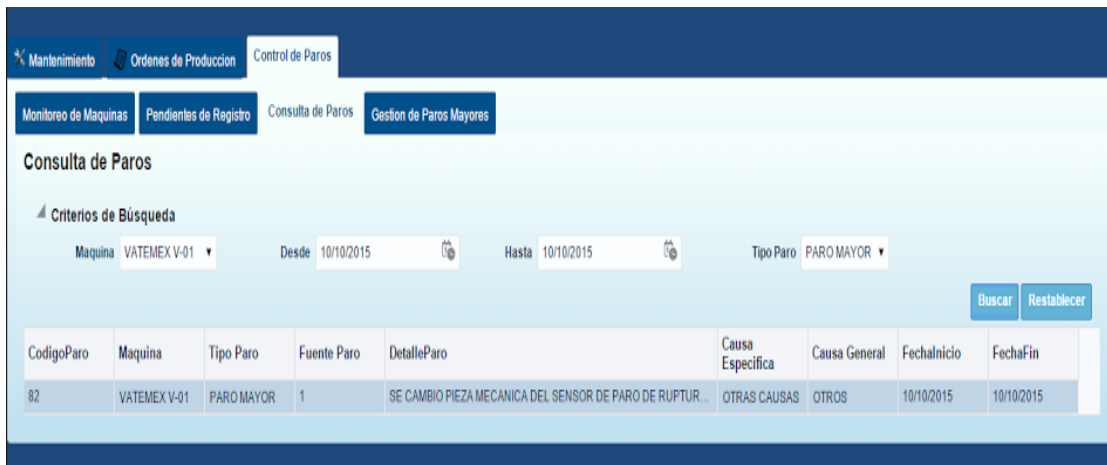 Mantenimiento Ordenes de Produccion Control de Paros
Monitoreo de Maquinas Pendientes de Registro Consulta de Paros Gestion de Paros Mayores
Consulta de Paros
Criterios de Búsqueda
Maquina VATEMEX V-01 Desde 10/10/2015 Hasta 10/10/2015 Tipo Paro PARO MAYOR
Buscar Restablecer
CodigoParo Maquina Tipo Paro Fuente Paro DetalleParo Causa Especifica Causa General FechaInicio FechaFin
82 VATEMEX V-01 PARO MAYOR 1 SE CAMBIO PIEZA MECANICA DEL SENSOR DE PARO DE RUPTUR... OTRAS CAUSAS OTROS 10/10/2015 10/10/2015